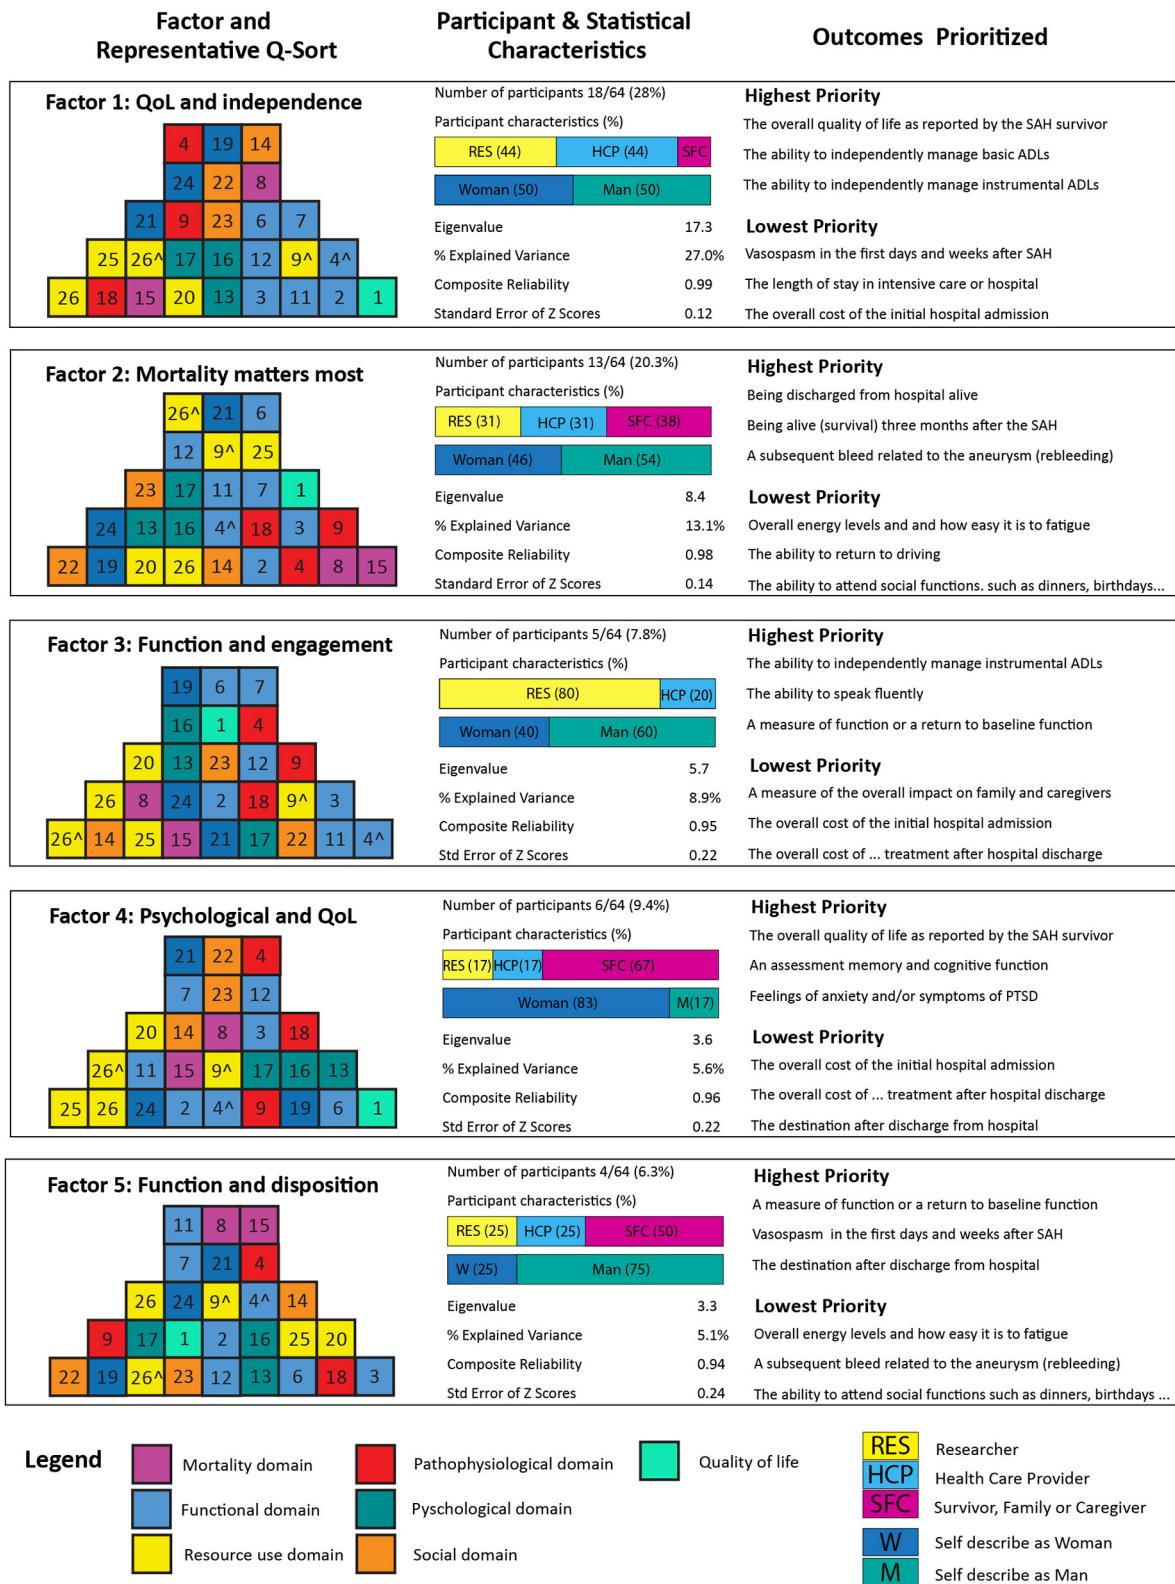 Factor and
Representative Q-Sort
Participant & Statistical
Characteristics
Outcomes Prioritized
Factor 1: QoL and independence
4 19 14
24 22 8
21 9 23 6 7
25 26^ 17 16 12 9^ 4^
26 18 15 20 13 3 11 2 1
Number of participants 18/64 (28%)
Participant characteristics (%)
RES (44) HCP (44) SFC
Woman (50) Man (50)
Eigenvalue 17.3
% Explained Variance 27.0%
Composite Reliability 0.99
Standard Error of Z Scores 0.12
Highest Priority
The overall quality of life as reported by the SAH survivor
The ability to independently manage basic ADLs
The ability to independently manage instrumental ADLs
Lowest Priority
Vasospasm in the first days and weeks after SAH
The length of stay in intensive care or hospital
The overall cost of the initial hospital admission
Factor 2: Mortality matters most
26^ 21 6
12 9^ 25
23 17 11 7 1
24 13 16 4^ 18 3 9
22 19 20 26 14 2 4 8 15
Number of participants 13/64 (20.3%)
Participant characteristics (%)
RES (31) HCP (31) SFC (38)
Woman (46) Man (54)
Eigenvalue 8.4
% Explained Variance 13.1%
Composite Reliability 0.98
Standard Error of Z Scores 0.14
Highest Priority
Being discharged from hospital alive
Being alive (survival) three months after the SAH
A subsequent bleed related to the aneurysm (rebleeding)
Lowest Priority
Overall energy levels and and how easy it is to fatigue
The ability to return to driving
The ability to attend social functions. such as dinners, birthdays...
Factor 3: Function and engagement
19 6 7
16 1 4
20 13 23 12 9
26 8 24 2 18 9^ 3
26^ 14 25 15 21 17 22 11 4^
Number of participants 5/64 (7.8%)
Participant characteristics (%)
RES (80) HCP (20)
Woman (40) Man (60)
Eigenvalue 5.7
% Explained Variance 8.9%
Composite Reliability 0.95
Std Error of Z Scores 0.22
Highest Priority
The ability to independently manage instrumental ADLs
The ability to speak fluently
A measure of function or a return to baseline function
Lowest Priority
A measure of the overall impact on family and caregivers
The overall cost of the initial hospital admission
The overall cost of ... treatment after hospital discharge
Factor 4: Psychological and QoL
21 22 4
7 23 12
20 14 8 3 18
26^ 11 15 9^ 17 16 13
25 26 24 2 4^ 9 19 6 1
Number of participants 6/64 (9.4%)
Participant characteristics (%)
RES (17) HCP(17) SFC (67)
Woman (83) M(17)
Eigenvalue 3.6
% Explained Variance 5.6%
Composite Reliability 0.96
Std Error of Z Scores 0.22
Highest Priority
The overall quality of life as reported by the SAH survivor
An assessment memory and cognitive function
Feelings of anxiety and/or symptoms of PTSD
Lowest Priority
The overall cost of the initial hospital admission
The overall cost of ... treatment after hospital discharge
The destination after discharge from hospital
Factor 5: Function and disposition
11 8 15
7 21 4
26 24 9^ 4^ 14
9 17 1 2 16 25 20
22 19 26^ 23 12 13 6 18 3
Number of participants 4/64 (6.3%)
Participant characteristics (%)
RES (25) HCP (25) SFC (50)
W (25) Man (75)
Eigenvalue 3.3
% Explained Variance 5.1%
Composite Reliability 0.94
Std Error of Z Scores 0.24
Highest Priority
A measure of function or a return to baseline function
Vasospasm in the first days and weeks after SAH
The destination after discharge from hospital
Lowest Priority
Overall energy levels and how easy it is to fatigue
A subsequent bleed related to the aneurysm (rebleeding)
The ability to attend social functions such as dinners, birthdays ...
Legend
Mortality domain
Functional domain
Resource use domain
Pathophysiological domain
Pyschological domain
Social domain
Quality of life
RES Researcher
HCP Health Care Provider
SFC Survivor, Family or Caregiver
W Self describe as Woman
M Self describe as Man